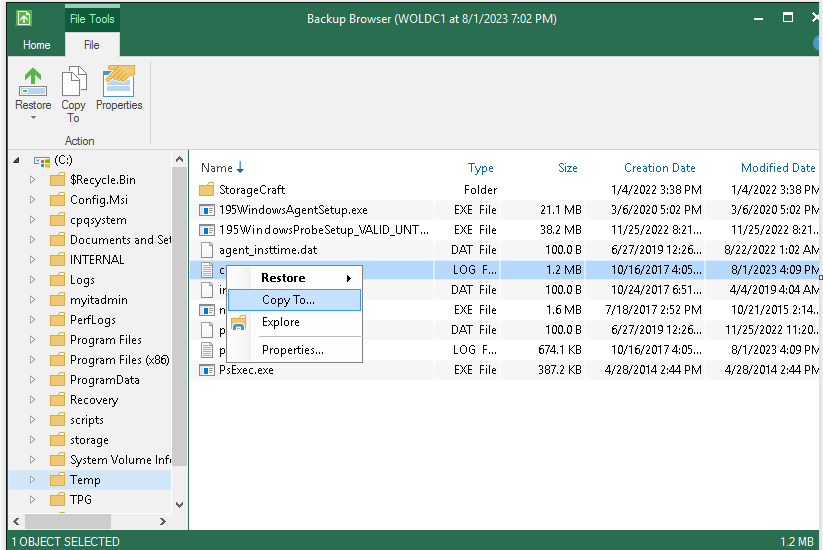 File Tools
Backup Browser (WOLDC1 at 8/1/2023 7:02 PM)
Home
File
Restore
Copy To
Properties
Action
(C:)
$Recycle.Bin
Config.Msi
cpqsystem
Documents and Set
INTERNAL
Logs
myitadmin
PerfLogs
Program Files
Program Files (x86)
ProgramData
Recovery
scripts
storage
System Volume Info
Temp
TPG
Name Type Size Creation Date Modified Date
StorageCraft Folder 1/4/2022 3:38 PM 1/4/2022 3:38 PM
195WindowsAgentSetup.exe EXE File 21.1 MB 3/6/2020 5:02 PM 3/6/2020 5:02 PM
195WindowsProbeSetup_VALID_UNT... EXE File 38.2 MB 11/25/2022 8:21... 11/25/2022 8:21...
agent_insttime.dat DAT File 100.0 B 6/27/2019 12:26... 8/22/2022 1:02 AM
c LOG F... 1.2 MB 10/16/2017 4:05... 8/1/2023 4:09 PM
in DAT File 100.0 B 10/24/2017 6:51... 4/4/2019 4:04 AM
n EXE File 1.6 MB 7/18/2017 2:52 PM 10/21/2015 2:14...
p DAT File 100.0 B 6/27/2019 12:26... 11/25/2022 11:20...
p LOG F... 674.1 KB 10/16/2017 4:05... 8/1/2023 4:09 PM
PsExec.exe EXE File 387.2 KB 4/28/2014 2:44 PM 4/28/2014 2:44 PM
Restore
Copy To...
Explore
Properties...
1 OBJECT SELECTED
1.2 MB